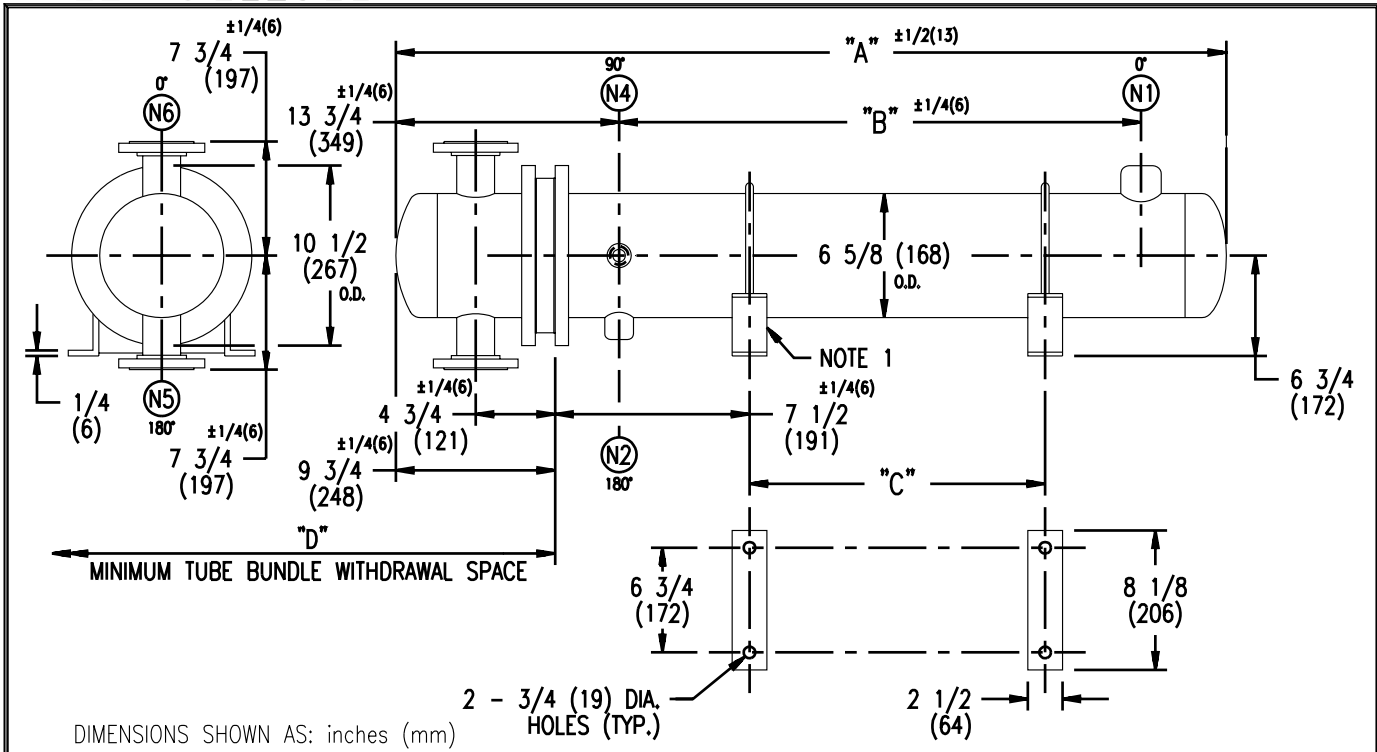 ±1/4(6)
7 3/4
(197)
0°
N6
"A" ±1/2(13)
90°
N4
0°
N1
±1/4(6)
13 3/4
(349)
"B" ±1/4(6)
10 1/2
(267)
O.D.
6 5/8 (168)
O.D.
NOTE 1
1/4
(6)
N5
180°
±1/4(6)
7 3/4
(197)
±1/4(6)
4 3/4
(121)
±1/4(6)
9 3/4
(248)
±1/4(6)
7 1/2
(191)
N2
180°
6 3/4
(172)
"C"
"D"
MINIMUM TUBE BUNDLE WITHDRAWAL SPACE
6 3/4
(172)
8 1/8
(206)
2 - 3/4 (19) DIA.
HOLES (TYP.)
2 1/2
(64)
DIMENSIONS SHOWN AS: inches (mm)